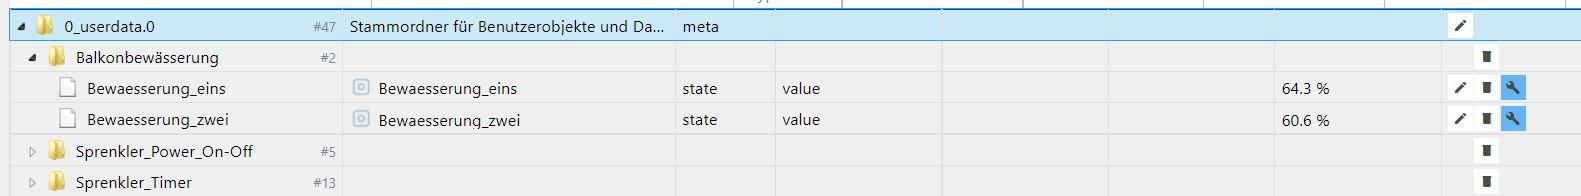 0_userdata.0 #47 Stammordner für Benutzerobjekte und Da... meta
Balkonbewässerung #2
Bewaesserung_eins Bewaesserung_eins state value 64.3 %
Bewaesserung_zwei Bewaesserung_zwei state value 60.6 %
Sprenkler_Power_On-Off #5
Sprenkler_Timer #13